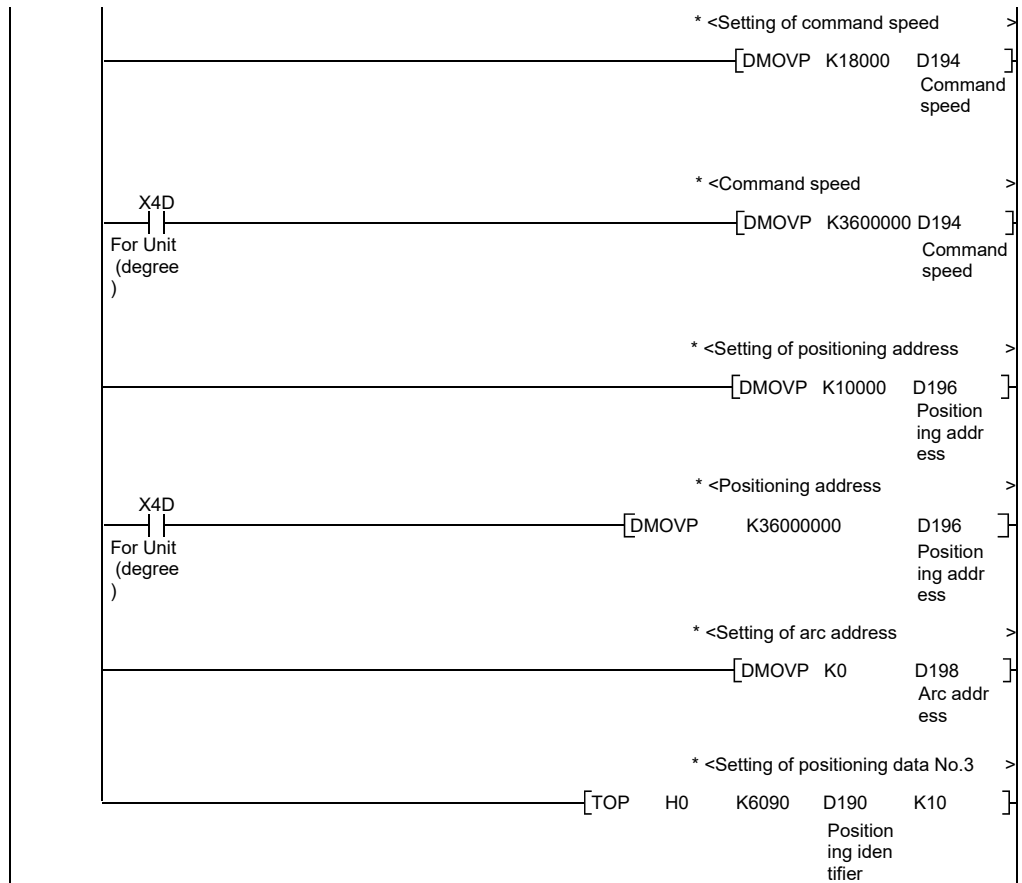 * <Setting of command speed >
DMOVP K18000 D194
Command
speed
* <Command speed >
X4D
DMOVP K3600000 D194
For Unit
(degree
)
Command
speed
* <Setting of positioning address >
DMOVP K10000 D196
Position
ing addr
ess
* <Positioning address >
X4D
DMOVP K36000000 D196
For Unit
(degree
)
Position
ing addr
ess
* <Setting of arc address >
DMOVP K0 D198
Arc addr
ess
* <Setting of positioning data No.3 >
TOP H0 K6090 D190 K10
Position
ing iden
tifier